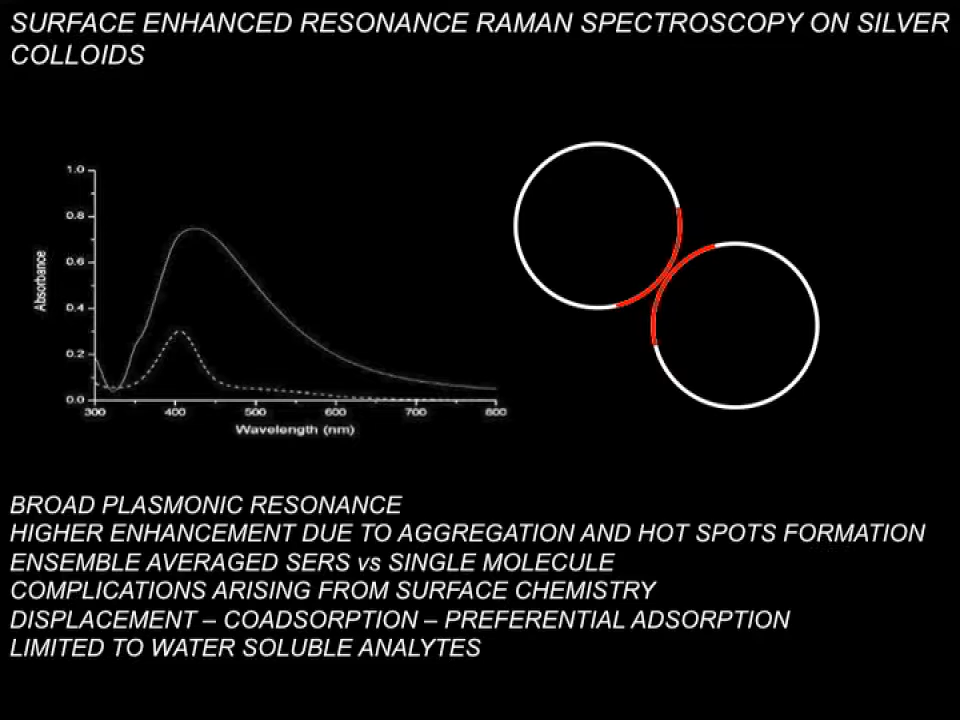 SURFACE ENHANCED RESONANCE RAMAN SPECTROSCOPY ON SILVER
COLLOIDS
1.0
0.8
0.6
0.4
0.2
0.0
Absorbance
300 400 500 600 700 800
Wavelength (nm)
BROAD PLASMONIC RESONANCE
HIGHER ENHANCEMENT DUE TO AGGREGATION AND HOT SPOTS FORMATION
ENSEMBLE AVERAGED SERS vs SINGLE MOLECULE
COMPLICATIONS ARISING FROM SURFACE CHEMISTRY
DISPLACEMENT – COADSORPTION – PREFERENTIAL ADSORPTION
LIMITED TO WATER SOLUBLE ANALYTES